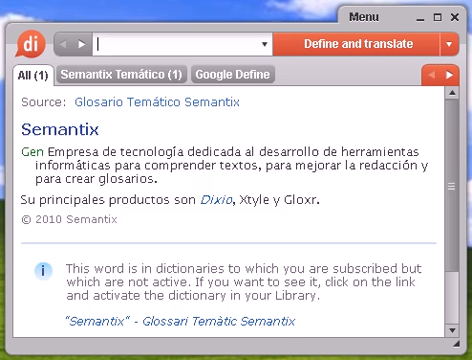 Menu
di
Define and translate
All (1)
Semantix Temático (1)
Google Define
Source: Glosario Temático Semantix
Semantix
Gen Empresa de tecnología dedicada al desarrollo de herramientas
informáticas para comprender textos, para mejorar la redacción y
para crear glosarios.
Su principales productos son Dixio, Xtyle y Gloxr.
© 2010 Semantix
i
This word is in dictionaries to which you are subscribed but
which are not active. If you want to see it, click on the link
and activate the dictionary in your Library.
"Semantix" - Glossari Temàtic Semantix